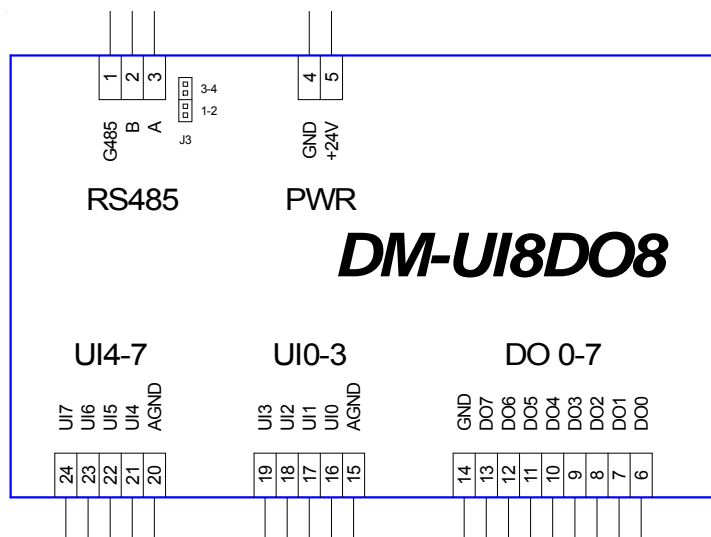 1 2 3 4 5
3-4
1-2
J3
G485 B A GND +24V
RS485 PWR
DM-UI8DO8
UI4-7 UI0-3 DO 0-7
UI7 UI6 UI5 UI4 AGND UI3 UI2 UI1 UI0 AGND GND DO7 DO6 DO5 DO4 DO3 DO2 DO1 DO0
24 23 22 21 20 19 18 17 16 15 14 13 12 11 10 9 8 7 6